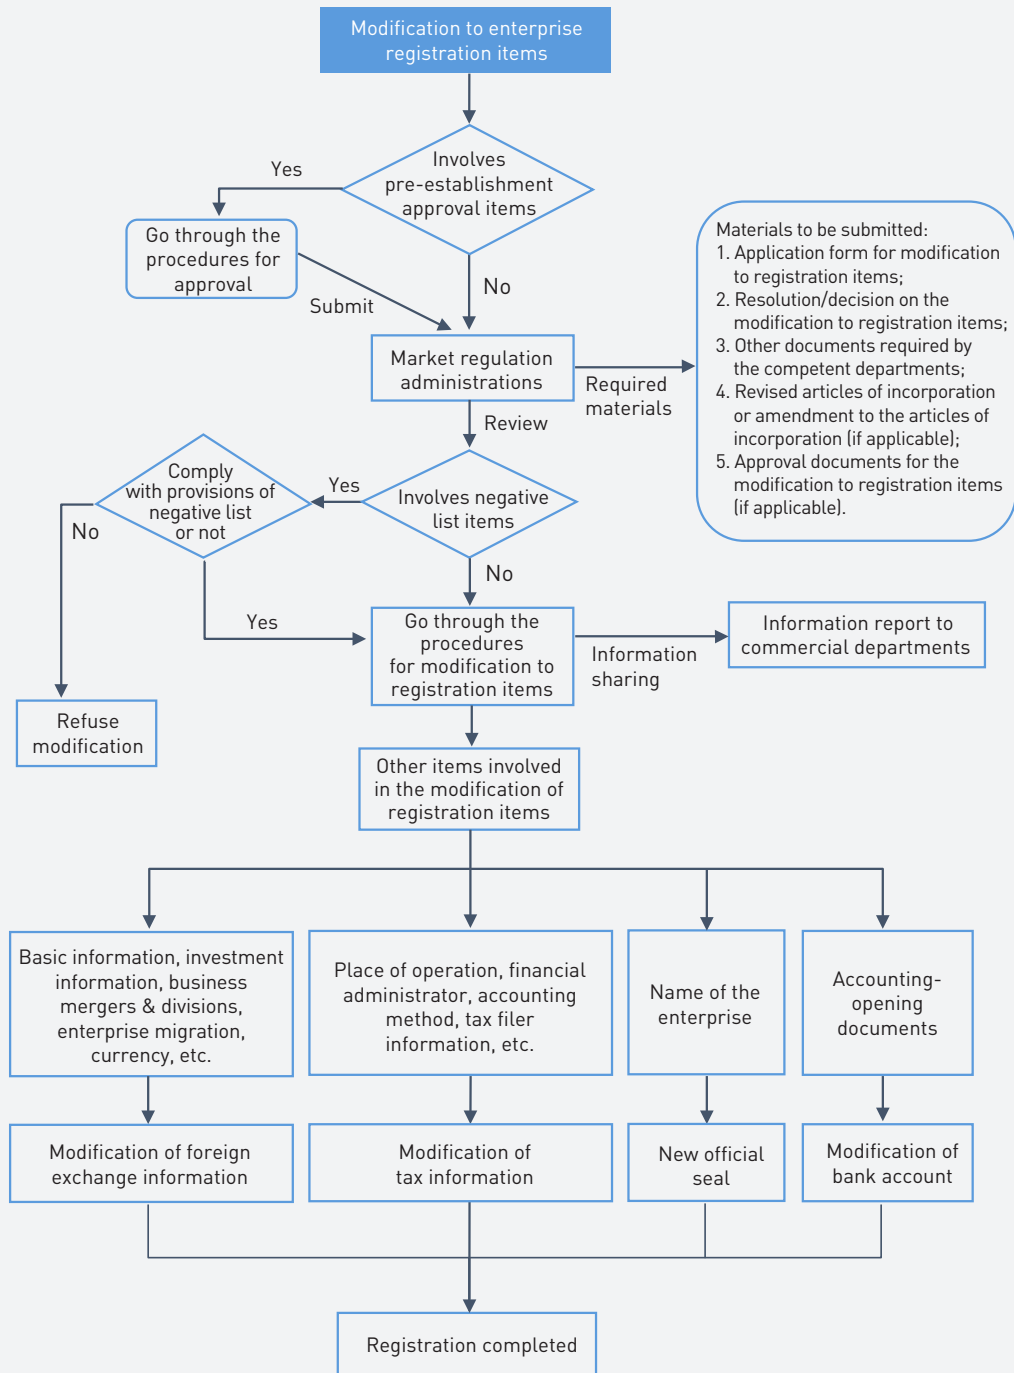 Modification to enterprise
registration items
Involves
pre-establishment
approval items
Yes
Go through the
procedures for
approval
Submit
No
Market regulation
administrations
Required
materials
Materials to be submitted:
1. Application form for modification
to registration items;
2. Resolution/decision on the
modification to registration items;
3. Other documents required by
the competent departments;
4. Revised articles of incorporation
or amendment to the articles of
incorporation (if applicable);
5. Approval documents for the
modification to registration items
(if applicable).
Review
Involves negative
list items
Yes
Comply
with provisions of
negative list
or not
No
Refuse
modification
Yes
No
Go through the
procedures
for modification to
registration items
Information
sharing
Information report to
commercial departments
Other items involved
in the modification of
registration items
Basic information, investment
information, business
mergers & divisions,
enterprise migration,
currency, etc.
Place of operation, financial
administrator, accounting
method, tax filer
information, etc.
Name of the
enterprise
Accounting-
opening
documents
Modification of foreign
exchange information
Modification of
tax information
New official
seal
Modification of
bank account
Registration completed